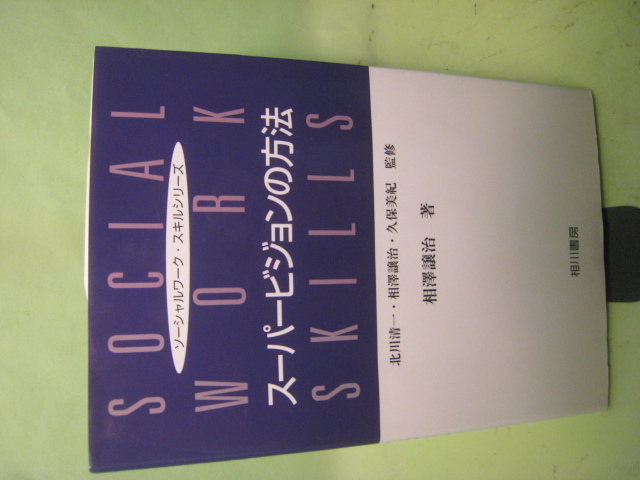 SOCIAL
ソーシャルワーク・スキルシリーズ
WORK
スーパービジョンの方法
SKILLS
北川清一・相澤譲治・久保美紀 監修
相澤譲治 著
相川書房